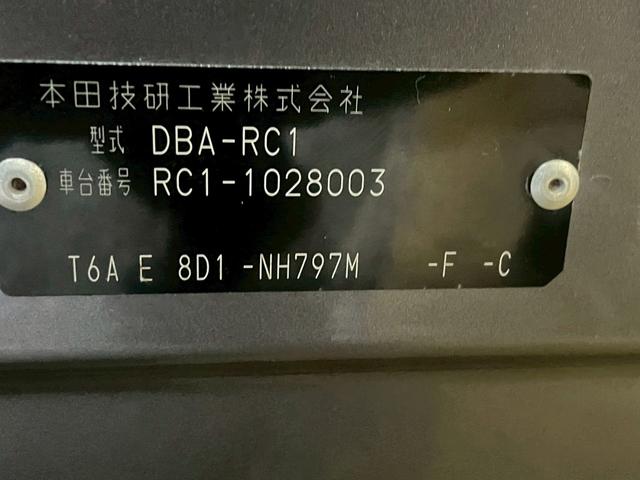 本田技研工業株式会社
型式 DBA-RC1
車台番号 RC1-1028003
T6A E 8D1 -NH797M -F -C